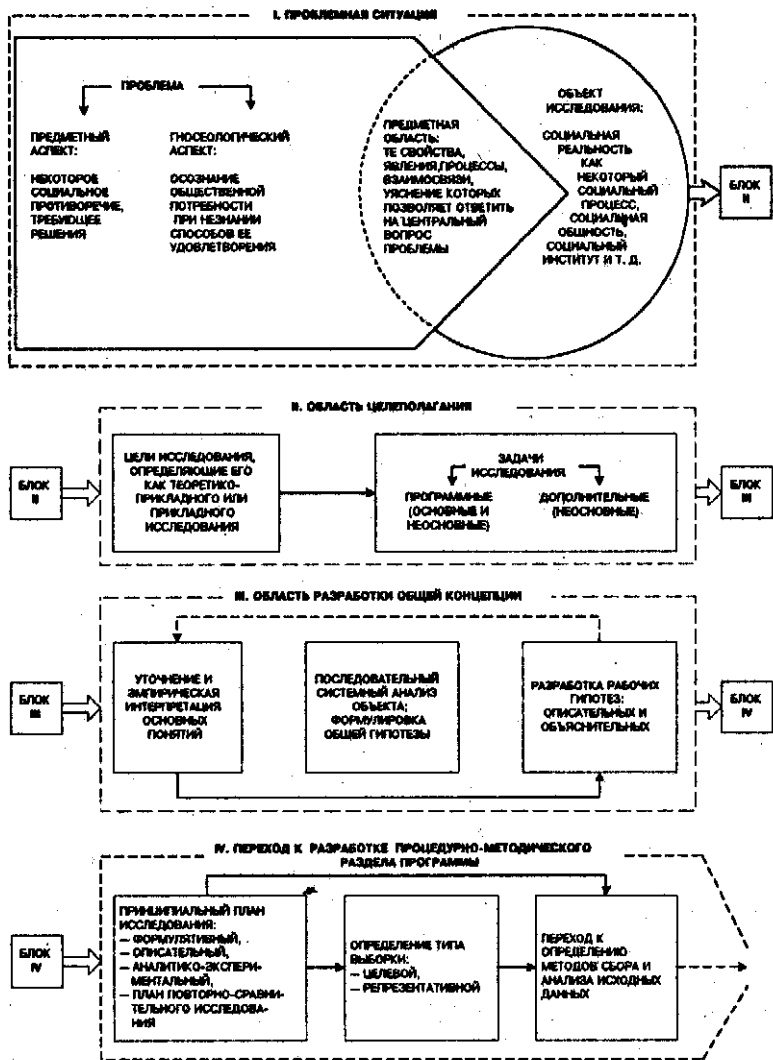 I. ПРОБЛЕМНАЯ СИТУАЦИЯ
ПРОБЛЕМА
ПРЕДМЕТНЫЙ
АСПЕКТ:
НЕКОТОРОЕ
СОЦИАЛЬНОЕ
ПРОТИВОРЕЧИЕ,
ТРЕБУЮЩЕЕ
РЕШЕНИЯ
ГНОСЕОЛОГИЧЕСКИЙ
АСПЕКТ:
ОСОЗНАНИЕ
ОБЩЕСТВЕННОЙ
ПОТРЕБНОСТИ
ПРИ НЕЗНАНИИ
СПОСОБОВ ЕЕ
УДОВЛЕТВОРЕНИЯ
ПРЕДМЕТНАЯ
ОБЛАСТЬ:
ТЕ СВОЙСТВА,
ЯВЛЕНИЯ, ПРОЦЕССЫ,
ВЗАИМОСВЯЗИ,
УЯСНЕНИЕ КОТОРЫХ
ПОЗВОЛЯЕТ ОТВЕТИТЬ
НА ЦЕНТРАЛЬНЫЙ
ВОПРОС
ПРОБЛЕМЫ
ОБЪЕКТ
ИССЛЕДОВАНИЯ:
СОЦИАЛЬНАЯ
РЕАЛЬНОСТЬ
КАК
НЕКОТОРЫЙ
СОЦИАЛЬНЫЙ
ПРОЦЕСС,
СОЦИАЛЬНАЯ
ОБЩНОСТЬ,
СОЦИАЛЬНЫЙ
ИНСТИТУТ И Т. Д.
БЛОК
II
II. ОБЛАСТЬ ЦЕЛЕПОЛАГАНИЯ
БЛОК
II
ЦЕЛИ ИССЛЕДОВАНИЯ,
ОПРЕДЕЛЯЮЩИЕ ЕГО
КАК ТЕОРЕТИКО-
ПРИКЛАДНОГО ИЛИ
ПРИКЛАДНОГО
ИССЛЕДОВАНИЯ
ЗАДАЧИ
ИССЛЕДОВАНИЯ
ПРОГРАММНЫЕ
(ОСНОВНЫЕ И
НЕОСНОВНЫЕ)
ДОПОЛНИТЕЛЬНЫЕ
(НЕОСНОВНЫЕ)
БЛОК
III
III. ОБЛАСТЬ РАЗРАБОТКИ ОБЩЕЙ КОНЦЕПЦИИ
БЛОК
III
УТОЧНЕНИЕ И
ЭМПИРИЧЕСКАЯ
ИНТЕРПРЕТАЦИЯ
ОСНОВНЫХ
ПОНЯТИЙ
ПОСЛЕДОВАТЕЛЬНЫЙ
СИСТЕМНЫЙ АНАЛИЗ
ОБЪЕКТА;
ФОРМУЛИРОВКА
ОБЩЕЙ ГИПОТЕЗЫ
РАЗРАБОТКА РАБОЧИХ
ГИПОТЕЗ:
ОПИСАТЕЛЬНЫХ И
ОБЪЯСНИТЕЛЬНЫХ
БЛОК
IV
IV. ПЕРЕХОД К РАЗРАБОТКЕ ПРОЦЕДУРНО-МЕТОДИЧЕСКОГО
РАЗДЕЛА ПРОГРАММЫ
БЛОК
IV
ПРИНЦИПИАЛЬНЫЙ ПЛАН
ИССЛЕДОВАНИЯ:
— ФОРМУЛЯТИВНЫЙ,
— ОПИСАТЕЛЬНЫЙ,
— АНАЛИТИКО-ЭКСПЕРИ-
МЕНТАЛЬНЫЙ,
— ПЛАН ПОВТОРНО-СРАВНИ-
ТЕЛЬНОГО ИССЛЕДОВА-
НИЯ
ОПРЕДЕЛЕНИЕ ТИПА
ВЫБОРКИ:
— ЦЕЛЕВОЙ,
— РЕПРЕЗЕНТАТИВНОЙ
ПЕРЕХОД К
ОПРЕДЕЛЕНИЮ
МЕТОДОВ СБОРА И
АНАЛИЗА ИСХОДНЫХ
ДАННЫХ